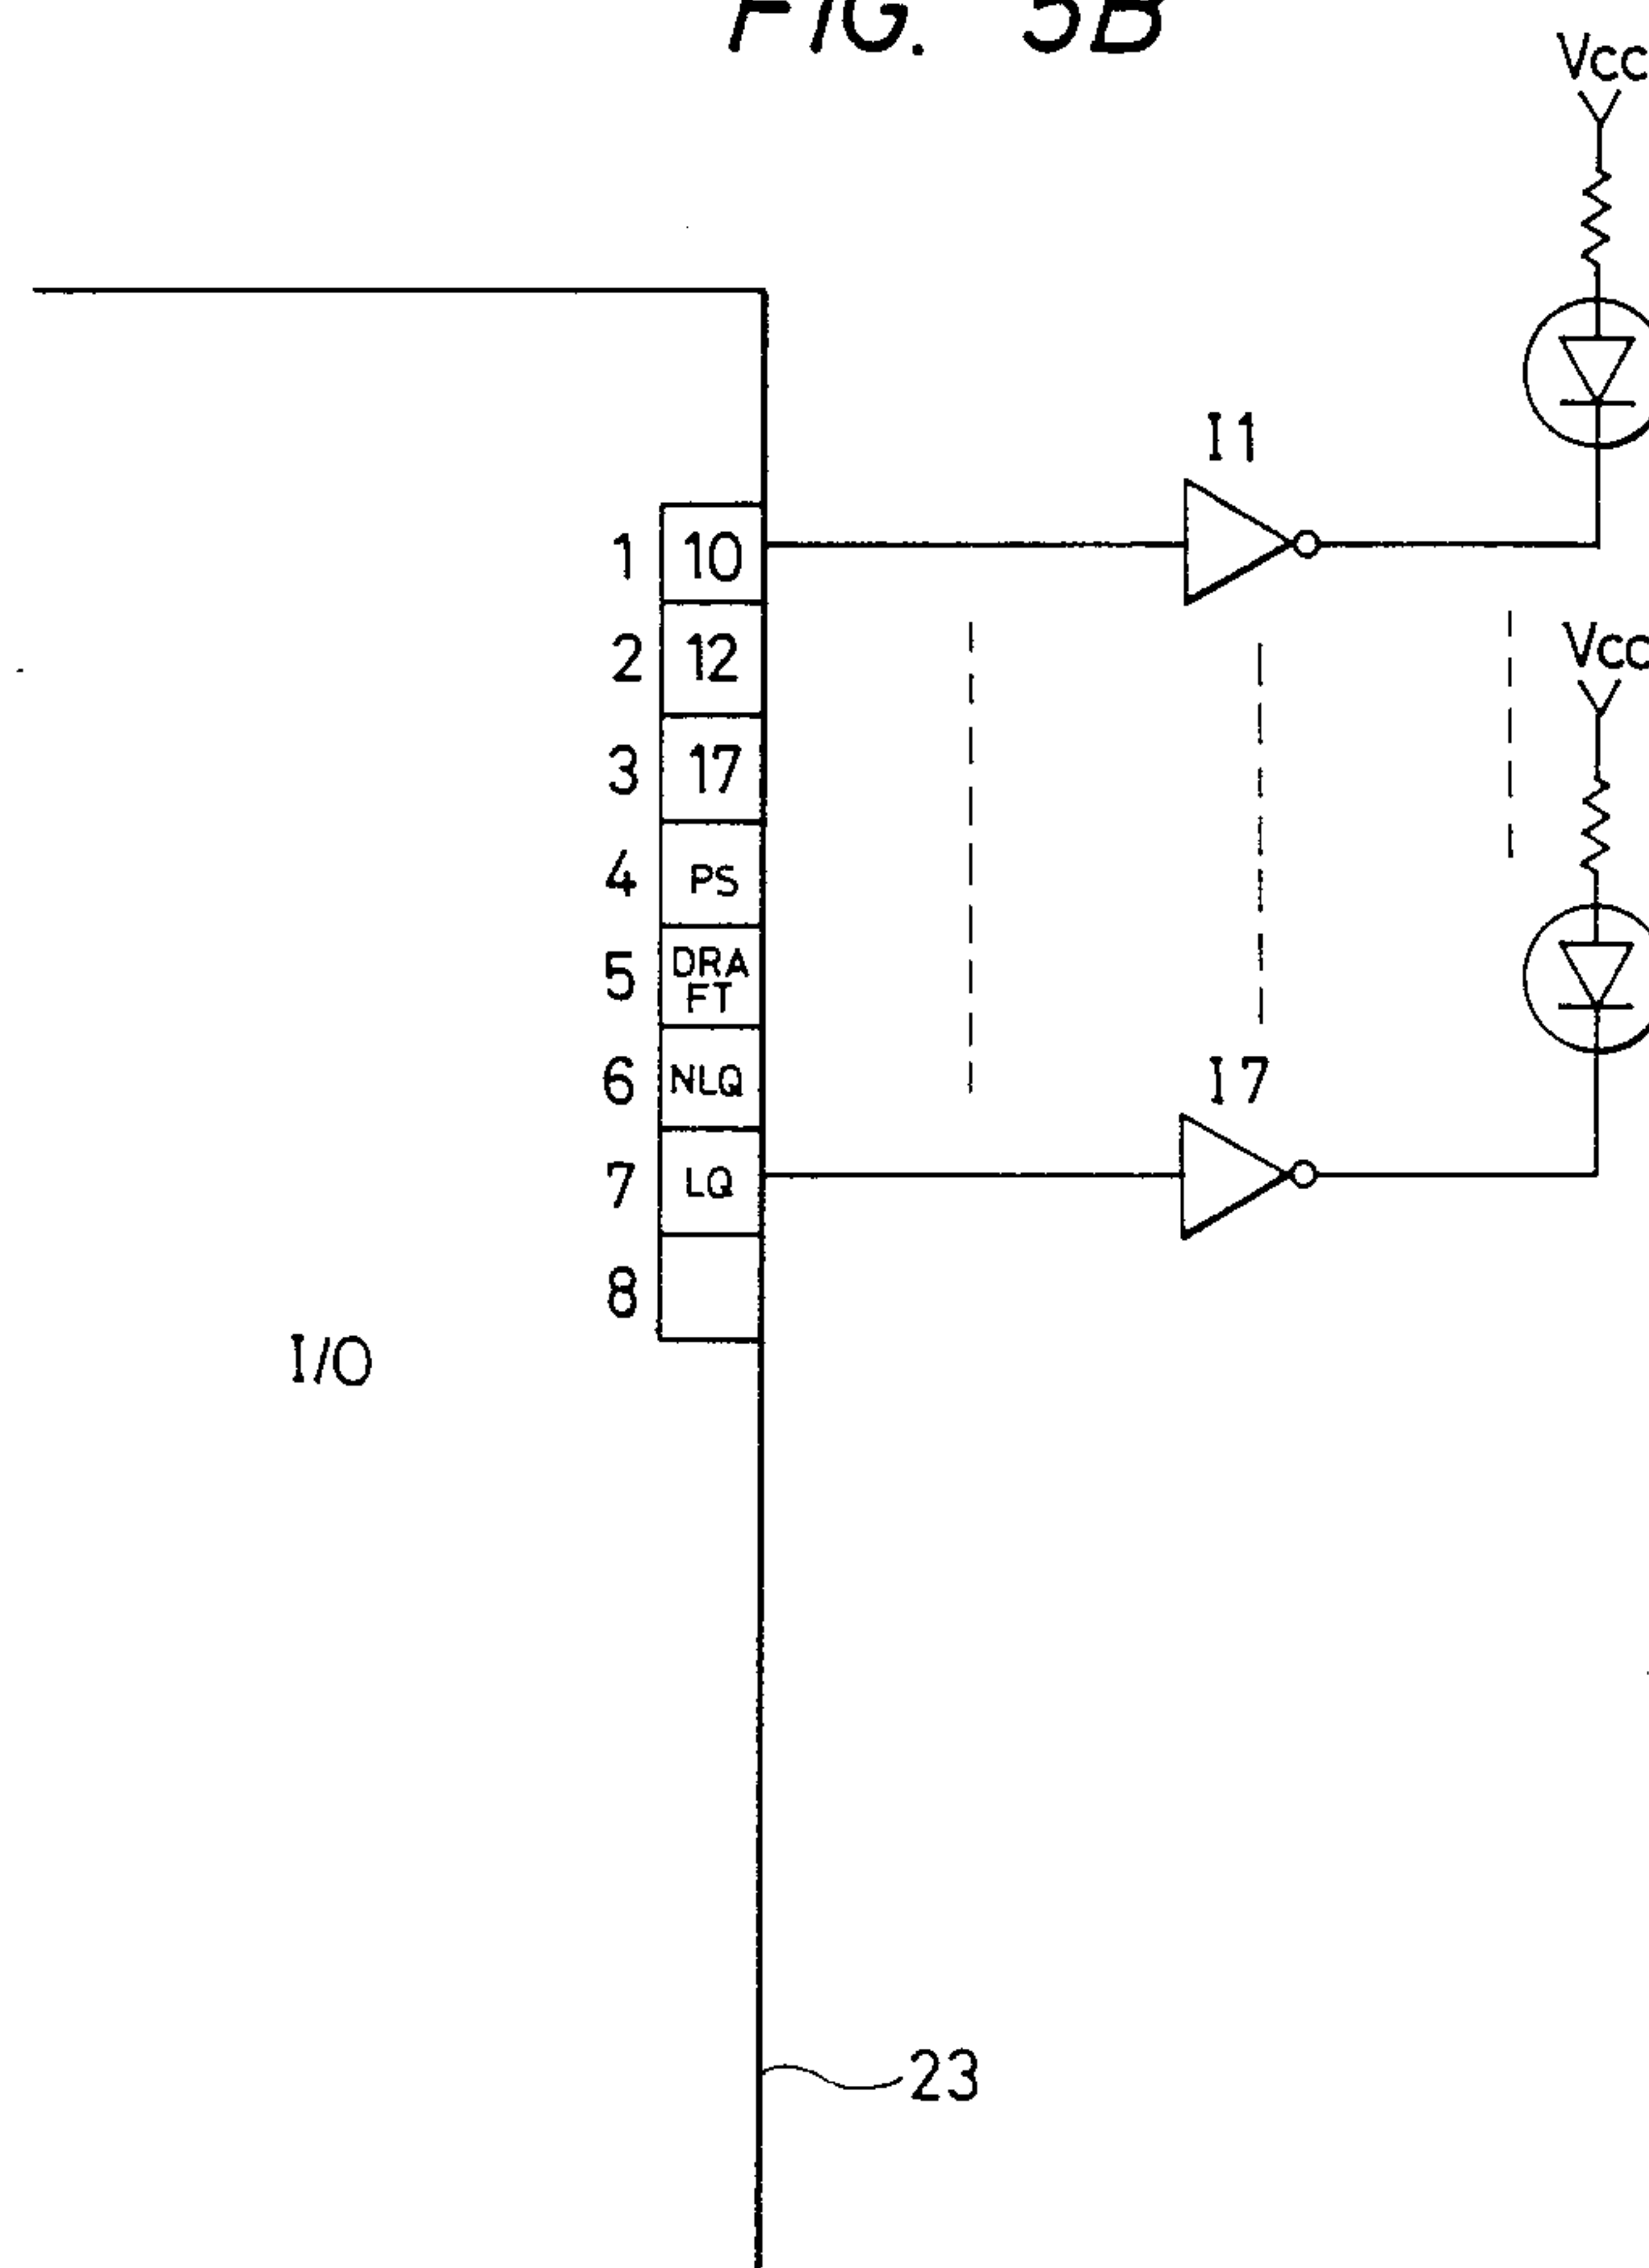 FIG. 5B
Vcc
I1
1 10
2 12
Vcc
3 17
4 PS
5 DRA
FT
6 NLQ
I7
7 LQ
8
I/O
23